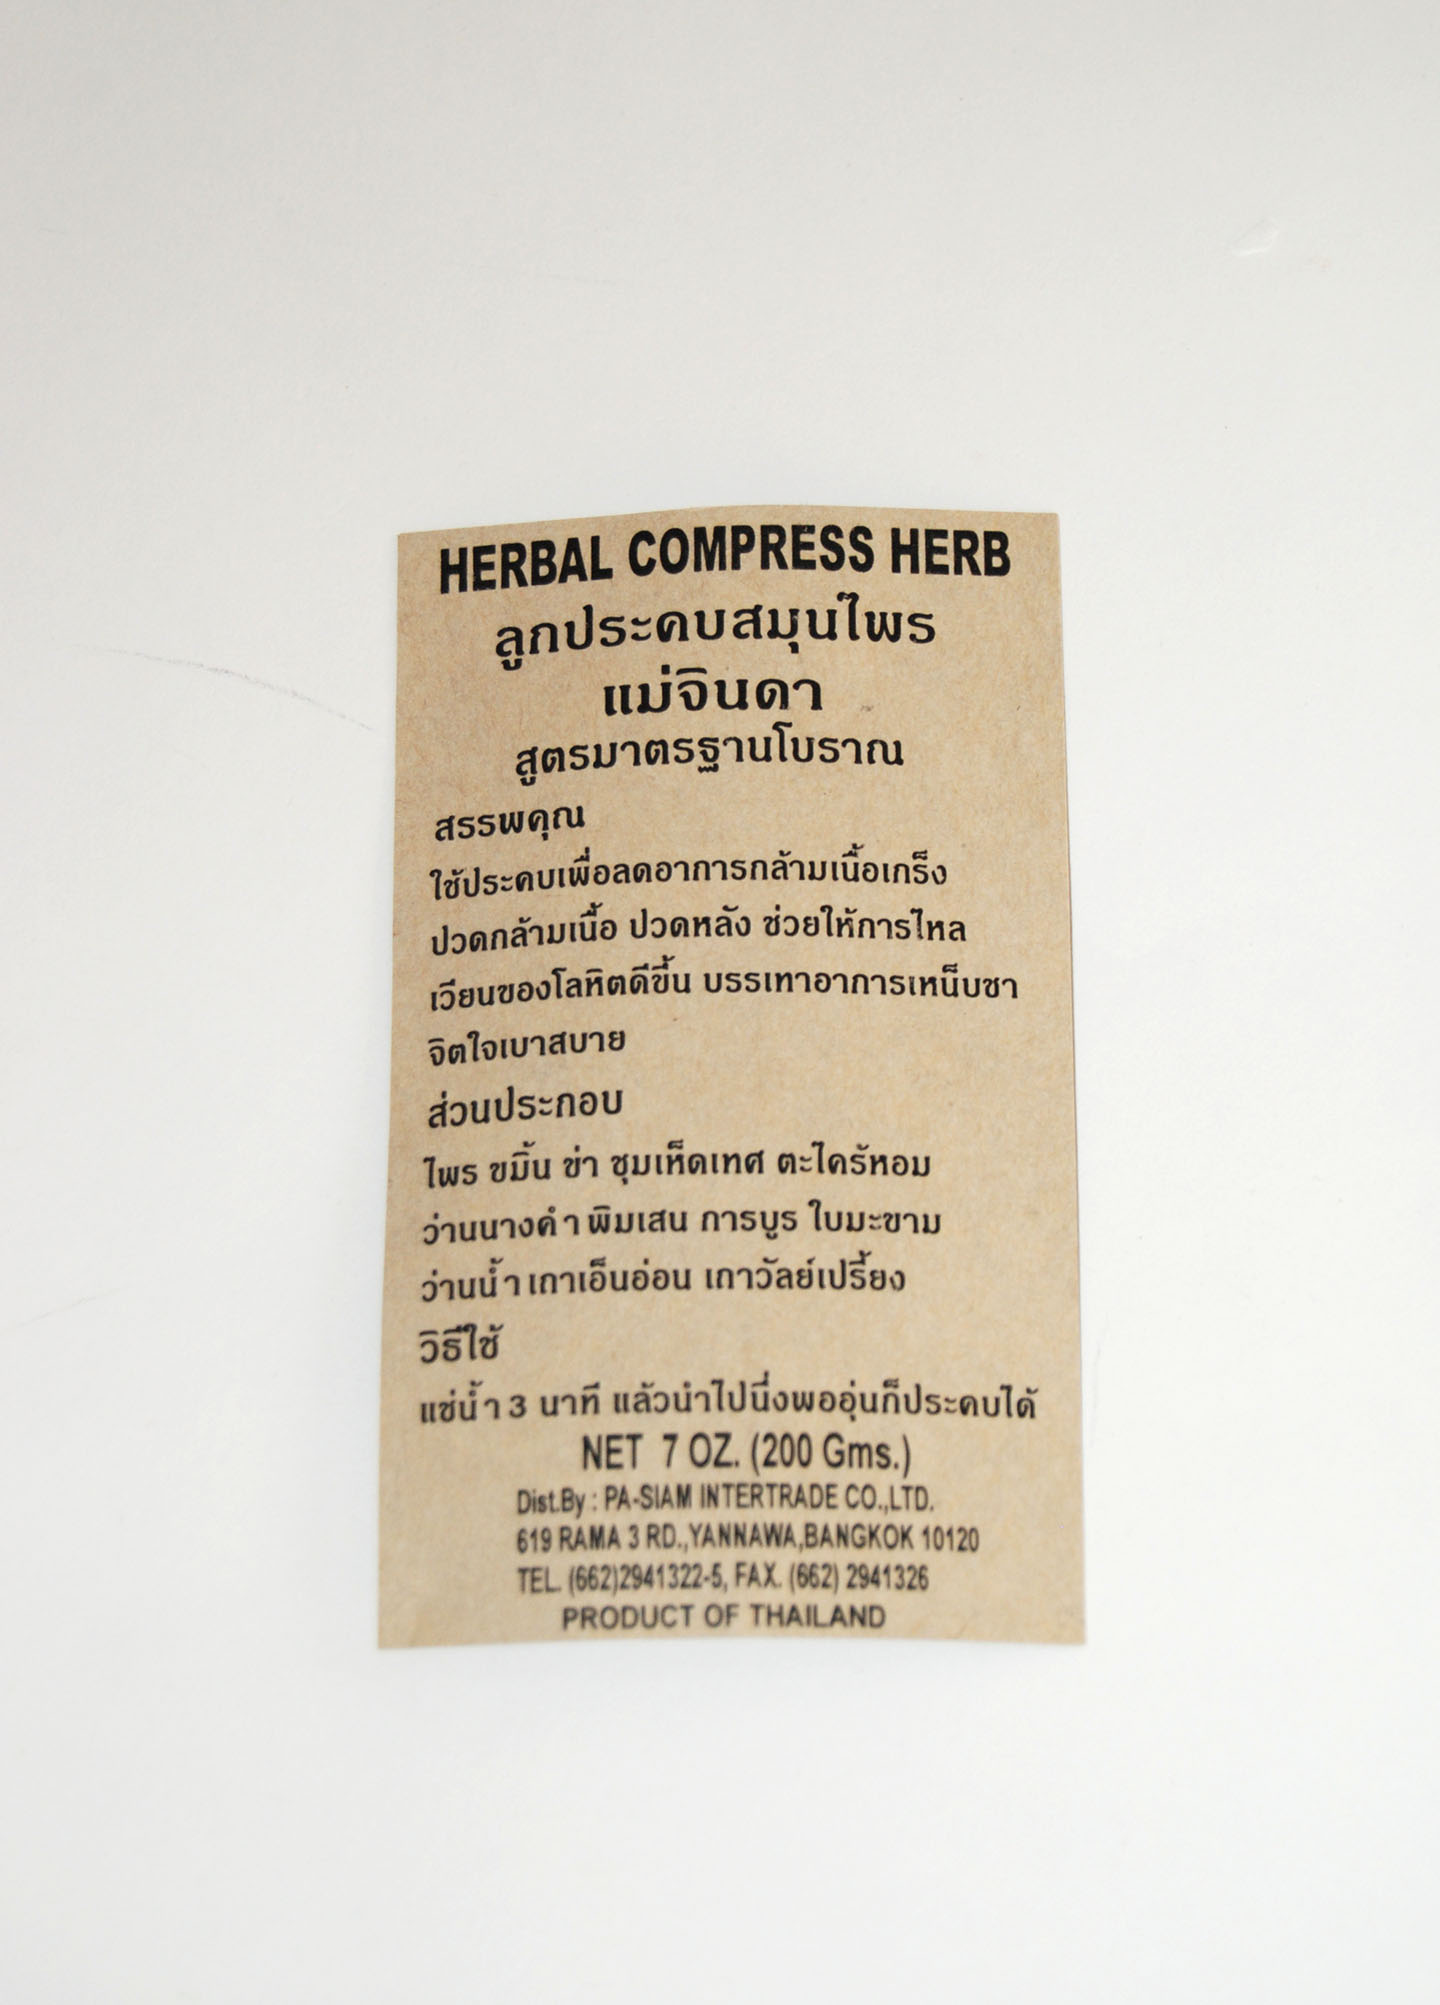 HERBAL COMPRESS HERB
ลูกประคบสมุนไพร
แม่จินดา
สูตรมาตรฐานโบราณ
สรรพคุณ
ใช้ประคบเพื่อลดอาการกล้ามเนื้อเกร็ง
ปวดกล้ามเนื้อ ปวดหลัง ช่วยให้การไหล
เวียนของโลหิตดีขึ้น บรรเทาอาการเหน็บชา
จิตใจเบาสบาย
ส่วนประกอบ
ไพร ขมิ้น ข่า ชุมเห็ดเทศ ตะไคร้หอม
ว่านนางคำ พิมเสน การบูร ใบมะขาม
ว่านน้ำ เถาเอ็นอ่อน เถาวัลย์เปรี้ยง
วิธีใช้
แช่น้ำ 3 นาที แล้วนำไปนึ่งพออุ่นก็ประคบได้
NET 7 OZ. (200 Gms.)
Dist.By : PA-SIAM INTERTRADE CO.,LTD.
619 RAMA 3 RD.,YANNAWA,BANGKOK 10120
TEL. (662)2941322-5, FAX. (662) 2941326
PRODUCT OF THAILAND